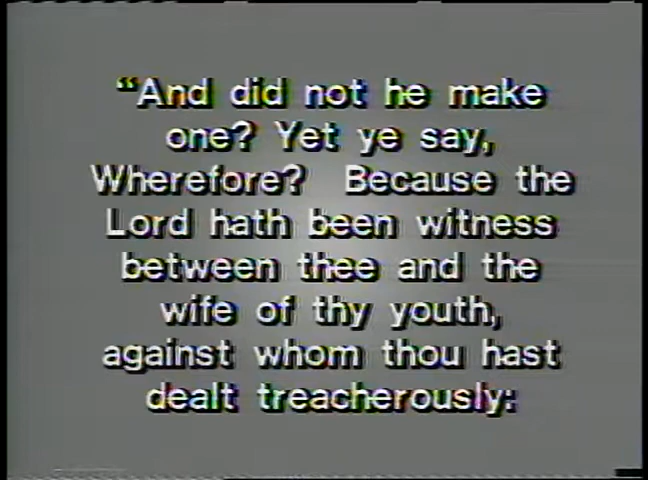 “And did not he make
one? Yet ye say,
Wherefore? Because the
Lord hath been witness
between thee and the
wife of thy youth,
against whom thou hast
dealt treacherously: